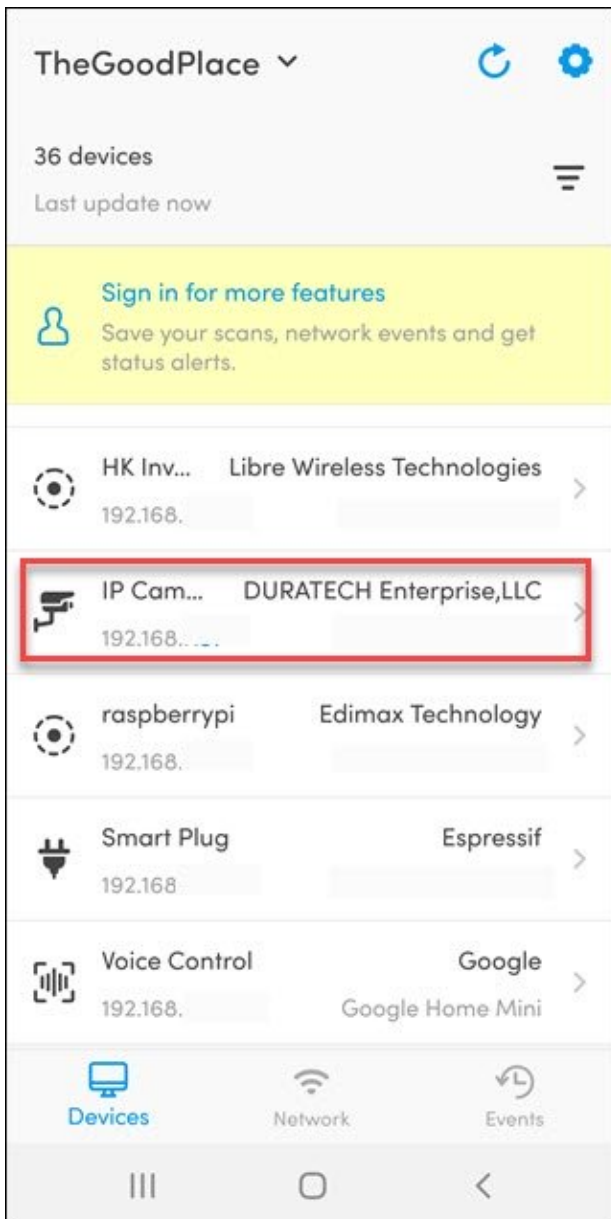 TheGoodPlace
36 devices
Last update now
Sign in for more features
Save your scans, network events and get
status alerts.
HK Inv... Libre Wireless Technologies
192.168.
IP Cam... DURATECH Enterprise,LLC
192.168.
raspberrypi Edimax Technology
192.168.
Smart Plug Espressif
192.168
Voice Control Google
192.168. Google Home Mini
Devices Network Events